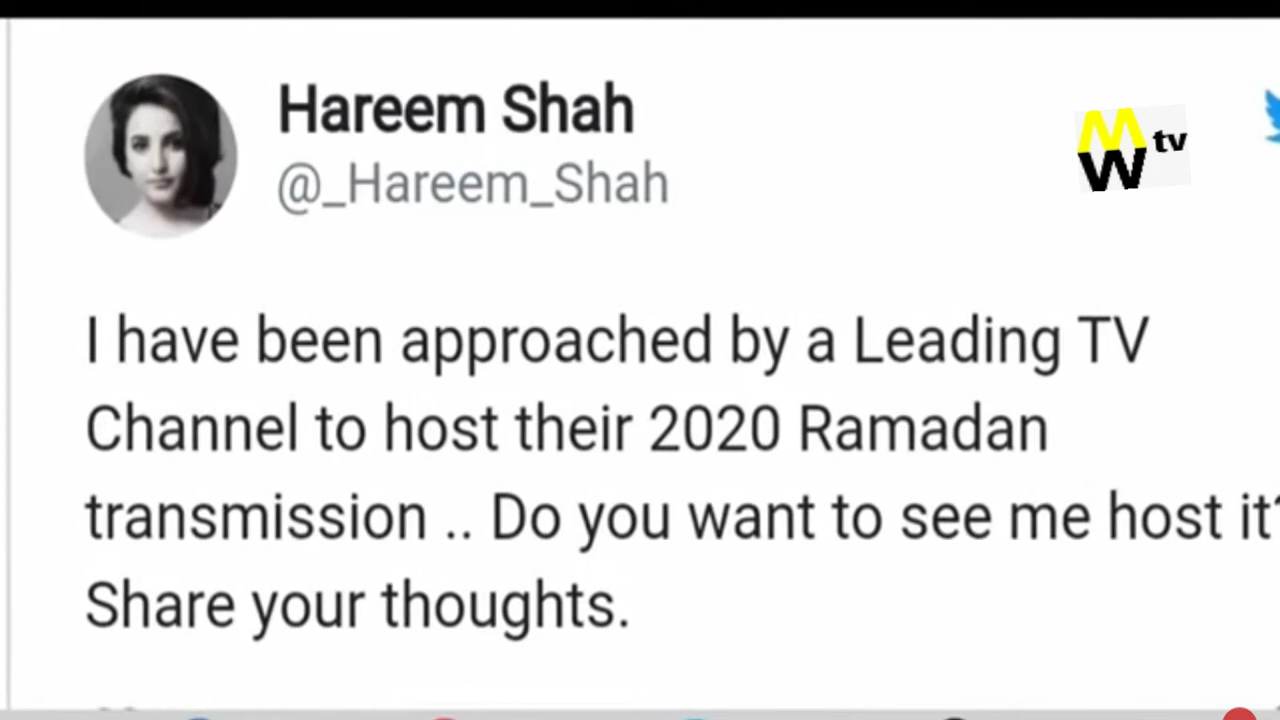 Hareem Shah
@_Hareem_Shah
MW tv
I have been approached by a Leading TV
Channel to host their 2020 Ramadan
transmission .. Do you want to see me host it?
Share your thoughts.